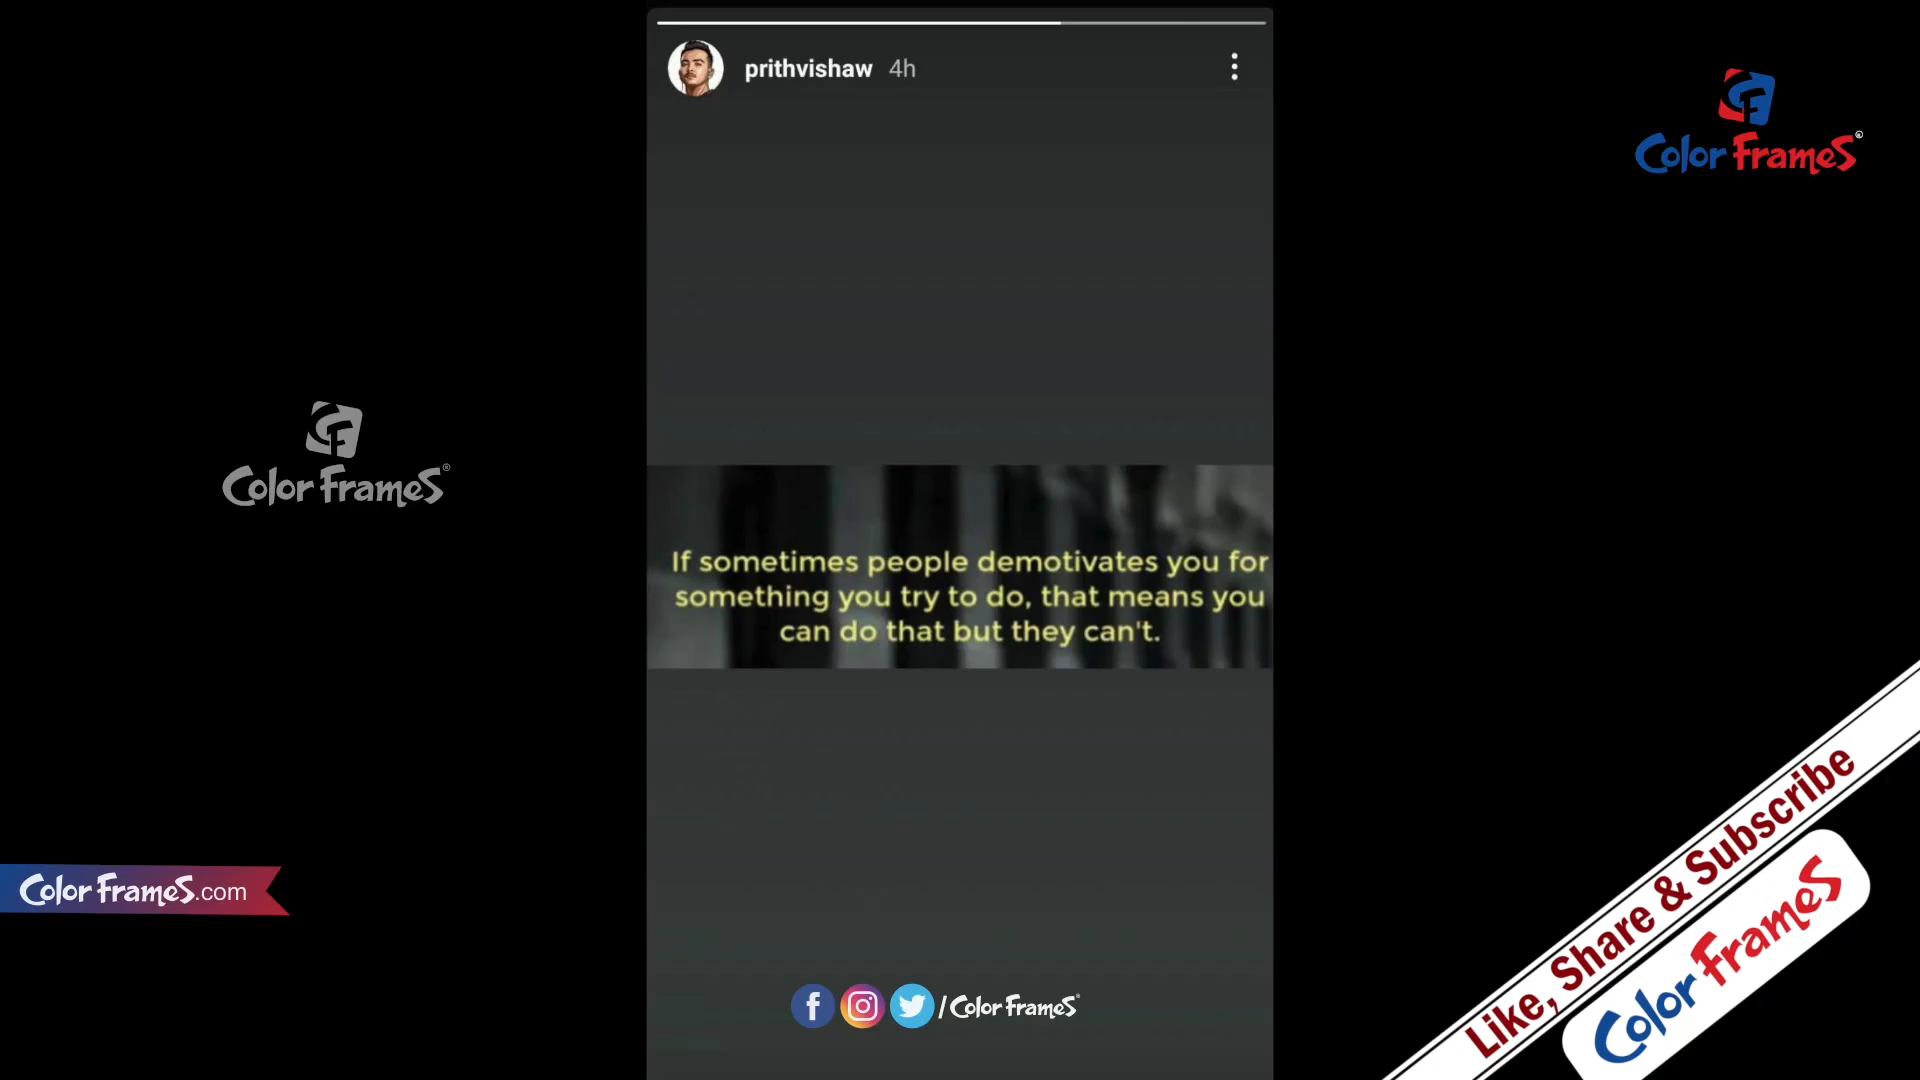 prithvishaw 4h
Color Frames®
Color Frames®
If sometimes people demotivates you for
something you try to do, that means you
can do that but they can't.
Color Frames.com
Like, Share & Subscribe
Color Frames
/Color Frames®